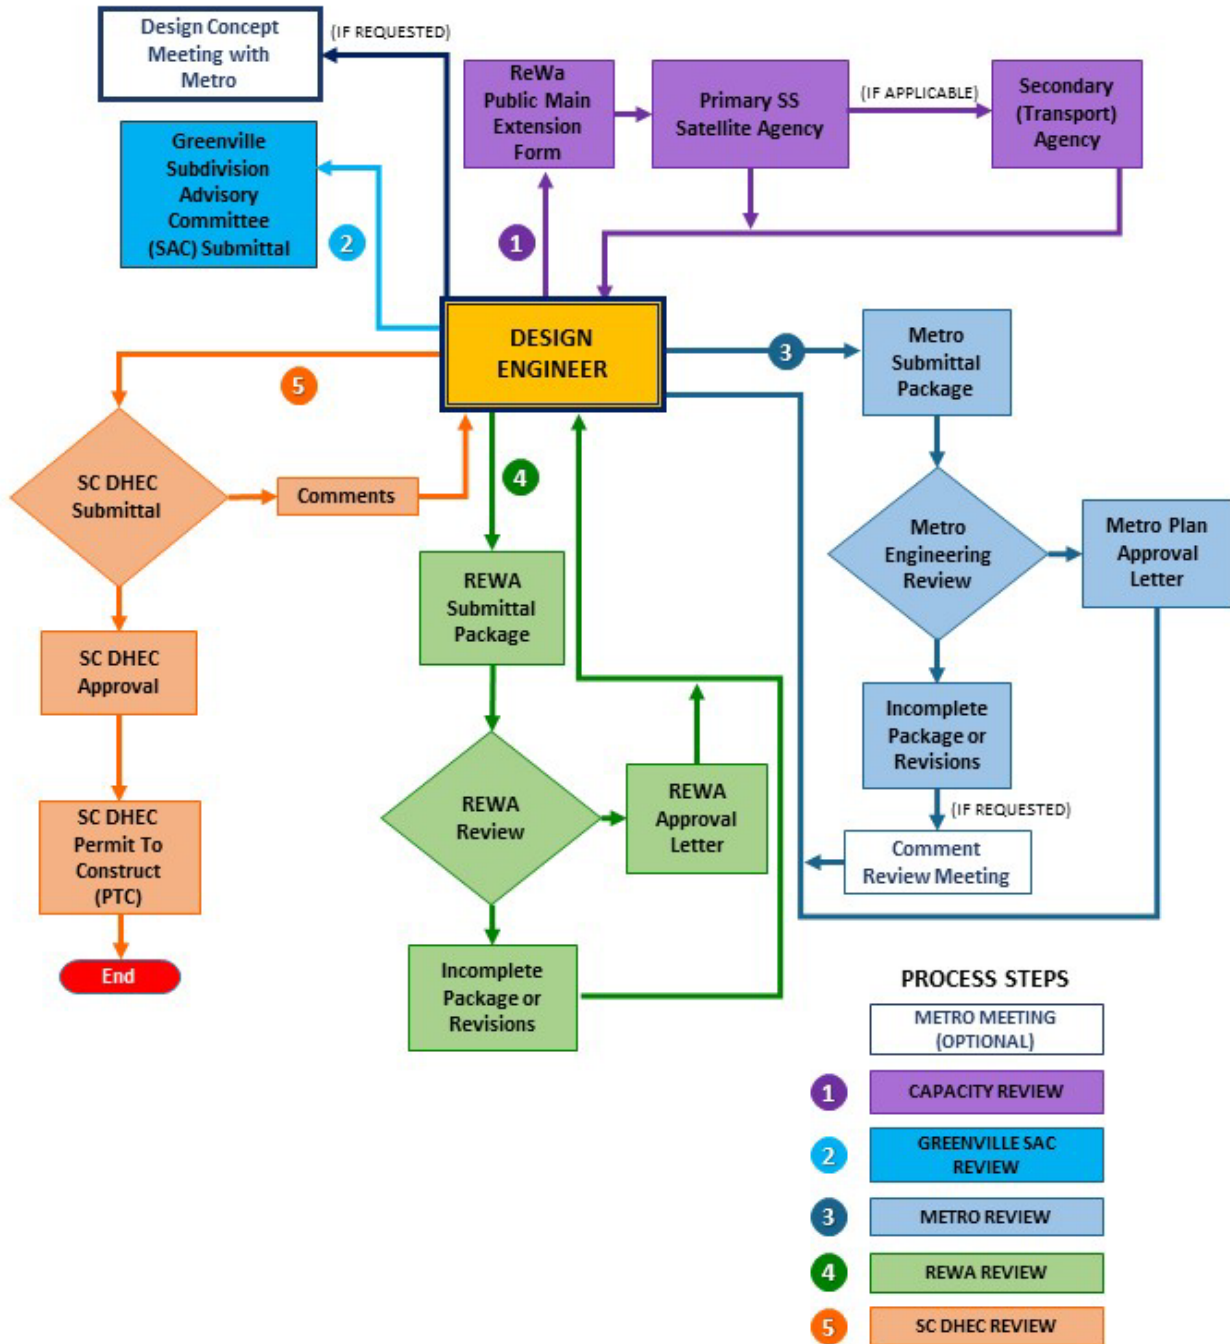 Design Concept
Meeting with
Metro
(IF REQUESTED)
Greenville
Subdivision
Advisory
Committee
(SAC) Submittal
2
ReWa
Public Main
Extension
Form
1
Primary SS
Satellite Agency
(IF APPLICABLE)
Secondary
(Transport)
Agency
DESIGN
ENGINEER
3
Metro
Submittal
Package
Metro
Engineering
Review
Metro Plan
Approval
Letter
Incomplete
Package or
Revisions
(IF REQUESTED)
Comment
Review Meeting
5
SC DHEC
Submittal
Comments
SC DHEC
Approval
SC DHEC
Permit To
Construct
(PTC)
End
4
REWA
Submittal
Package
REWA
Review
REWA
Approval
Letter
Incomplete
Package or
Revisions
PROCESS STEPS
METRO MEETING
(OPTIONAL)
1
CAPACITY REVIEW
2
GREENVILLE SAC
REVIEW
3
METRO REVIEW
4
REWA REVIEW
5
SC DHEC REVIEW